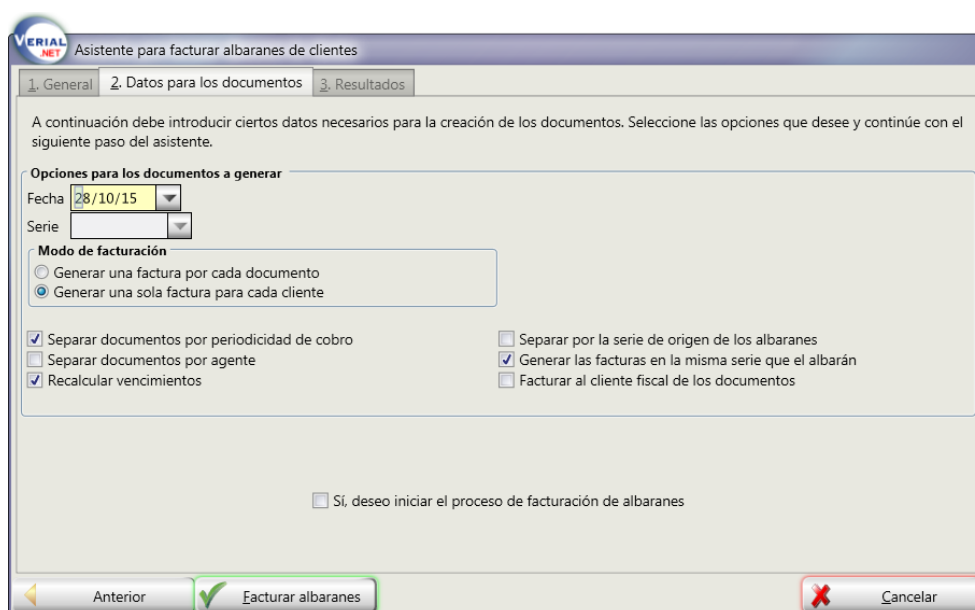 VERIAL
.NET
Asistente para facturar albaranes de clientes
1. General 2. Datos para los documentos 3. Resultados
A continuación debe introducir ciertos datos necesarios para la creación de los documentos. Seleccione las opciones que desee y continúe con el
siguiente paso del asistente.
Opciones para los documentos a generar
Fecha 28/10/15
Serie
Modo de facturación
Generar una factura por cada documento
Generar una sola factura para cada cliente
Separar documentos por periodicidad de cobro Separar por la serie de origen de los albaranes
Separar documentos por agente Generar las facturas en la misma serie que el albarán
Recalcular vencimientos Facturar al cliente fiscal de los documentos
Sí, deseo iniciar el proceso de facturación de albaranes
Anterior Facturar albaranes Cancelar